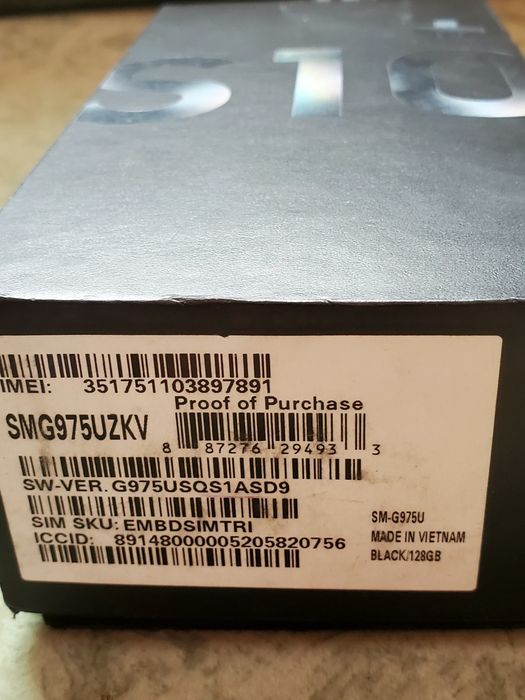 S10
IMEI: 351751103897891
Proof of Purchase
SMG975UZKV
8 87276 29493 3
SW-VER. G975USQS1ASD9
SIM SKU: EMBDSIMTRI
ICCID: 89148000005205820756
SM-G975U
MADE IN VIETNAM
BLACK/128GB